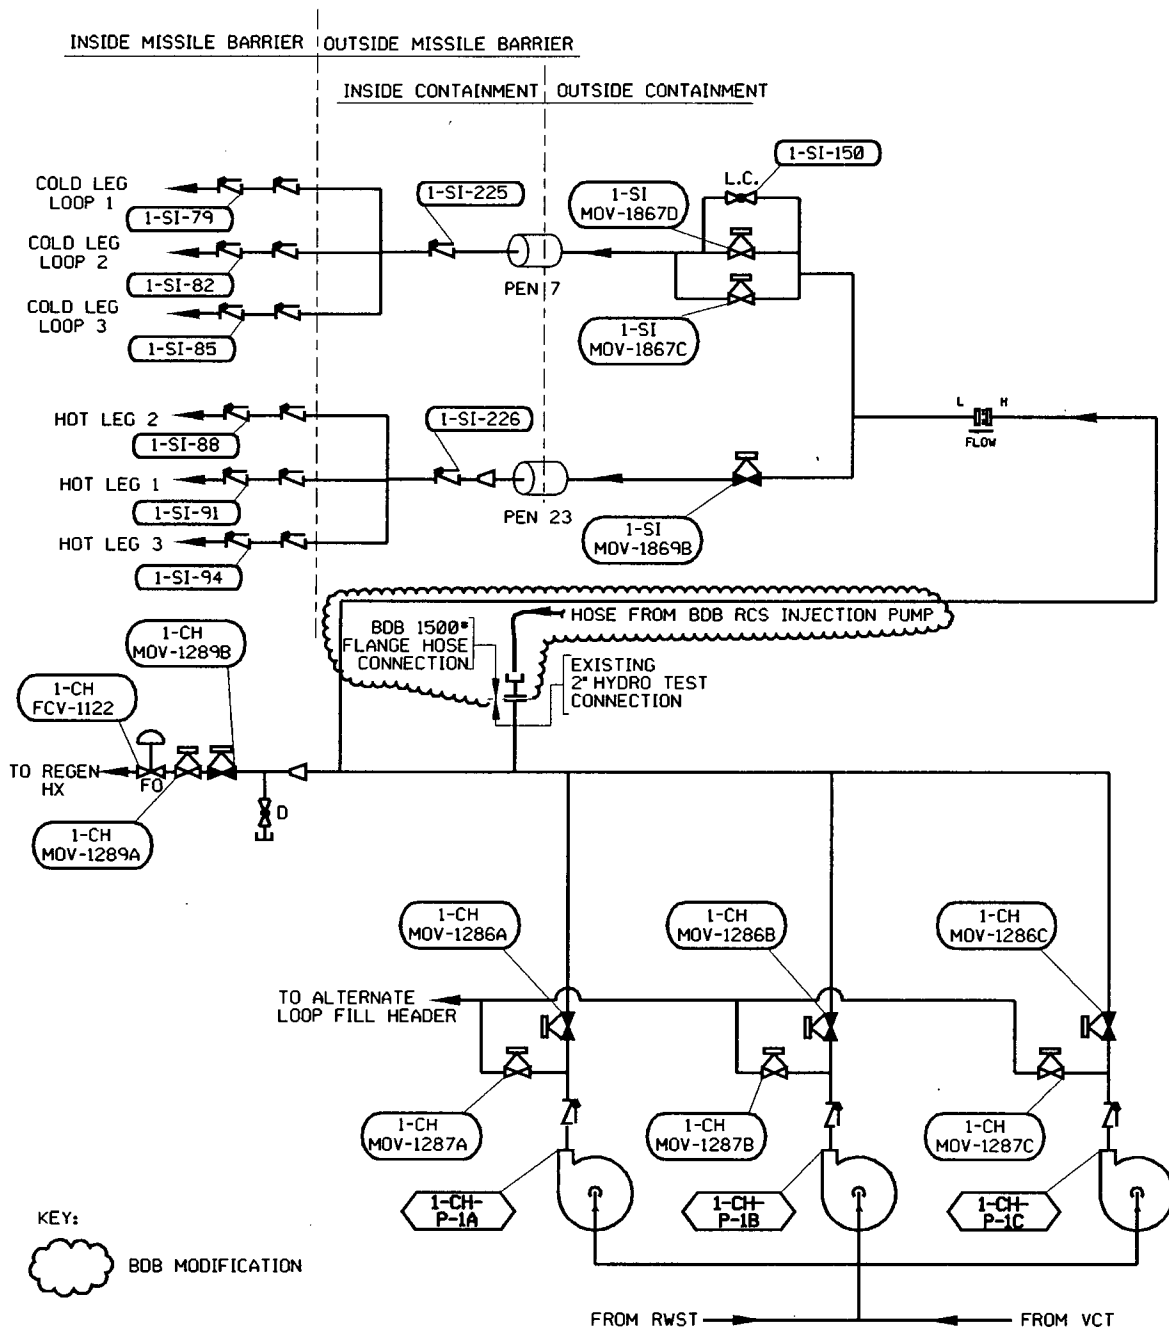 INSIDE MISSILE BARRIER
OUTSIDE MISSILE BARRIER
INSIDE CONTAINMENT
OUTSIDE CONTAINMENT
1-SI-150
L.C.
1-SI
MOV-1867D
1-SI-225
COLD LEG
LOOP 1
1-SI-79
COLD LEG
LOOP 2
1-SI-82
PEN 7
COLD LEG
LOOP 3
1-SI-85
1-SI
MOV-1867C
HOT LEG 2
1-SI-88
1-SI-226
L
H
FLOW
HOT LEG 1
1-SI-91
PEN 23
1-SI
MOV-1869B
HOT LEG 3
1-SI-94
HOSE FROM BDB RCS INJECTION PUMP
BDB 1500#
FLANGE HOSE
CONNECTION
EXISTING
2" HYDRO TEST
CONNECTION
1-CH
MOV-1289B
1-CH
FCV-1122
TO REGEN
HX
FO
D
1-CH
MOV-1289A
1-CH
MOV-1286A
1-CH
MOV-1286B
1-CH
MOV-1286C
TO ALTERNATE
LOOP FILL HEADER
1-CH
MOV-1287A
1-CH
MOV-1287B
1-CH
MOV-1287C
1-CH-
P-1A
1-CH-
P-1B
1-CH-
P-1C
KEY:
BDB MODIFICATION
FROM RWST
FROM VCT